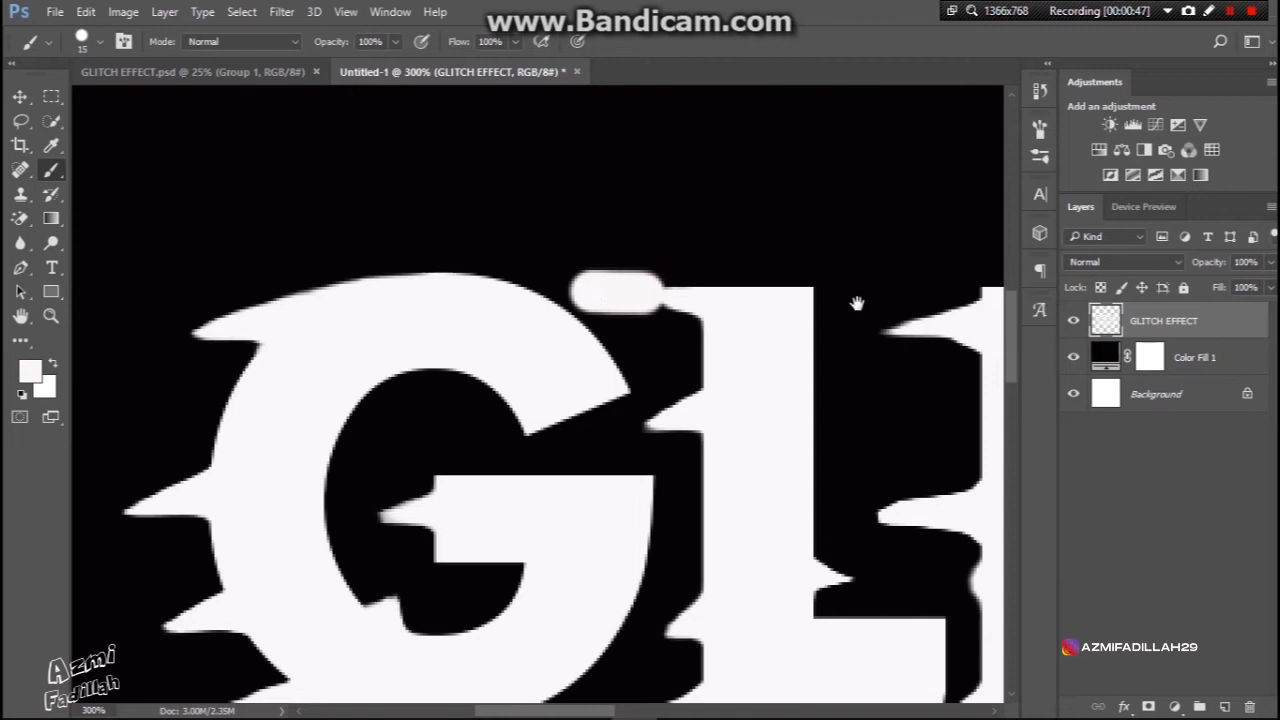 www.Bandicam.com
Ps File Edit Image Layer Type Select Filter 3D View Window Help
1366x768 Recording [00:00:47]
15 Mode: Normal Opacity: 100% Flow: 100%
GLITCH EFFECT.psd @ 25% (Group 1, RGB/8#) × Untitled-1 @ 300% (GLITCH EFFECT, RGB/8#) * ×
Adjustments
Add an adjustment
Layers Device Preview
Kind
Normal Opacity: 100%
Lock: Fill: 100%
GLITCH EFFECT
Color Fill 1
Background
GL
AZMIFADILLAH29
Azmi
Fadillah
300% Doc: 3.00M/2.35M